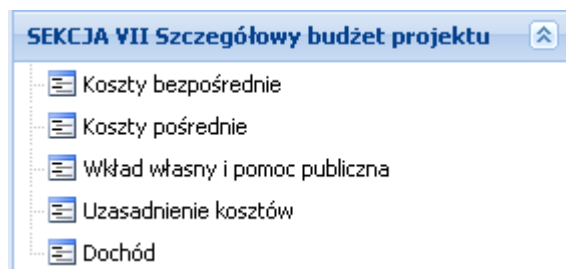 SEKCJA VII Szczegółowy budżet projektu
Koszty bezpośrednie
Koszty pośrednie
Wkład własny i pomoc publiczna
Uzasadnienie kosztów
Dochód